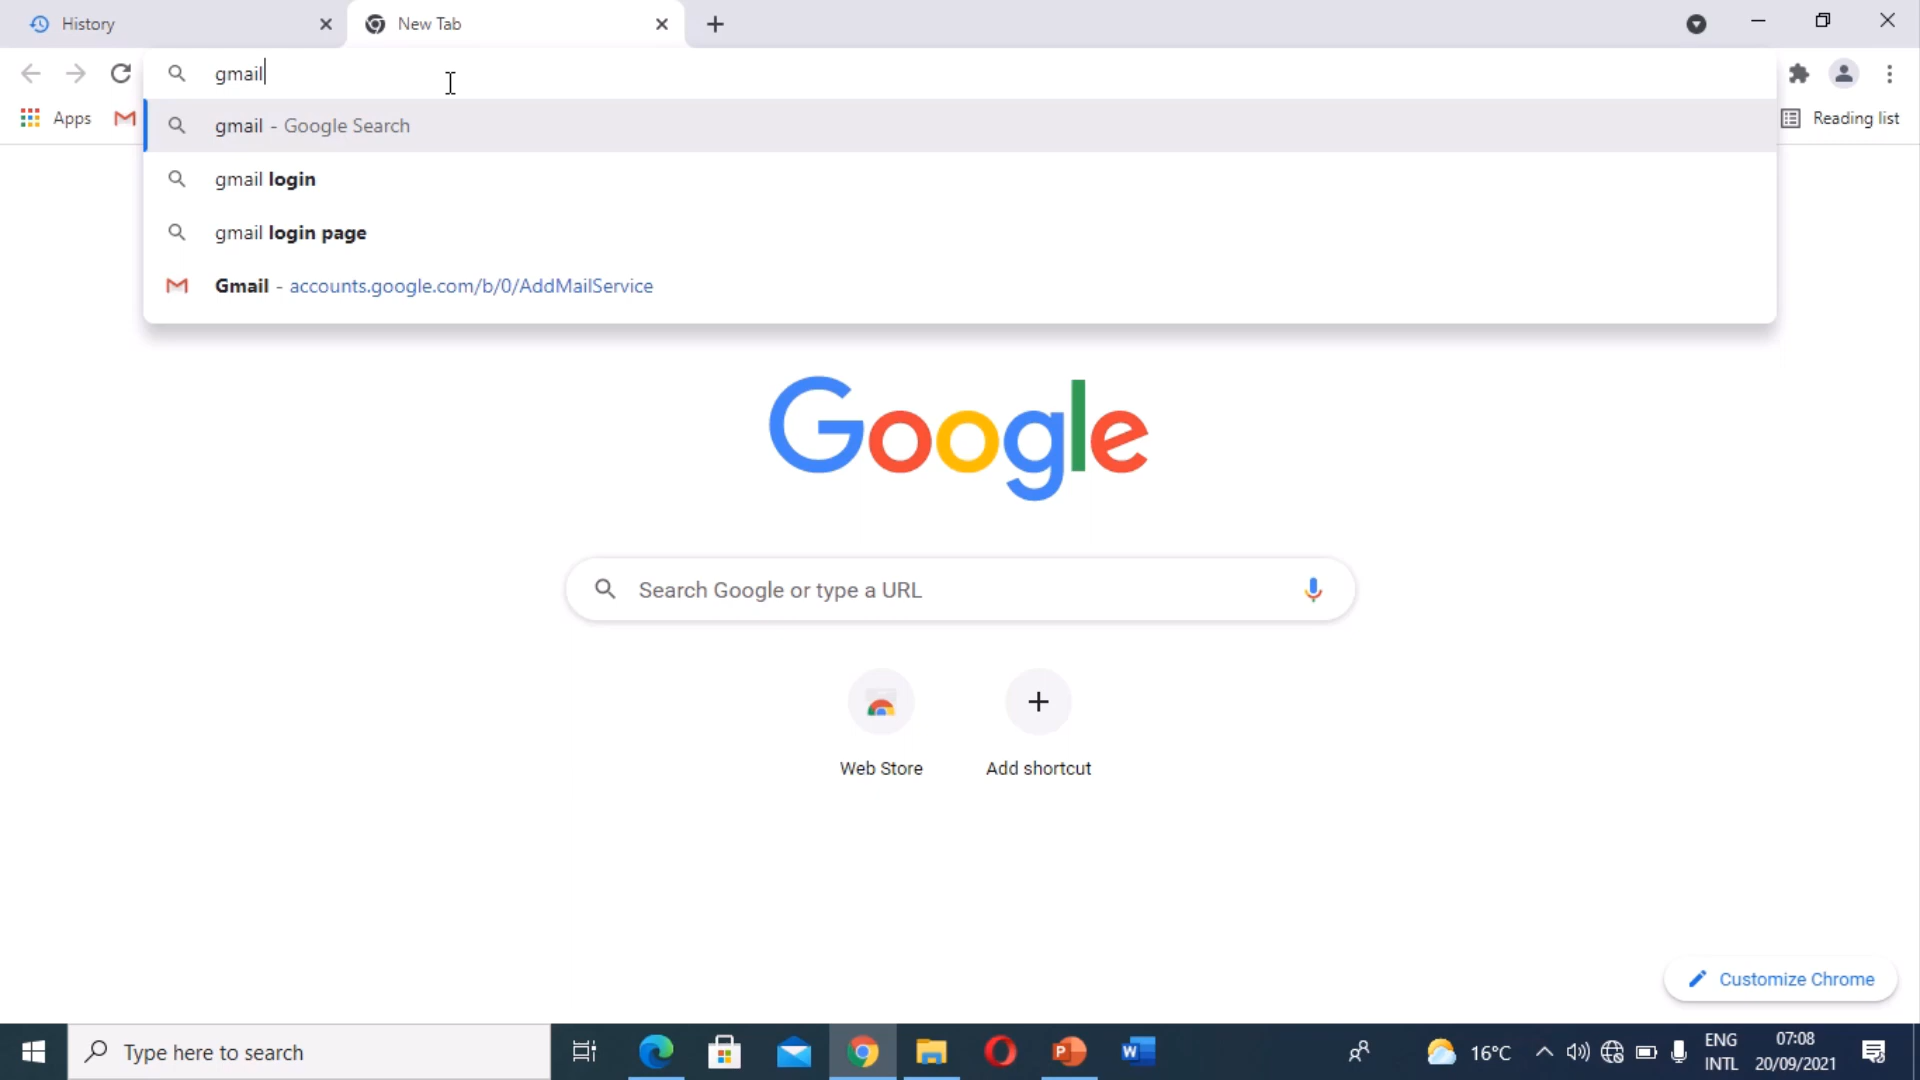 History
New Tab
gmail
Apps
gmail - Google Search
Reading list
gmail login
gmail login page
Gmail - accounts.google.com/b/0/AddMailService
Google
Search Google or type a URL
Web Store
Add shortcut
Customize Chrome
Type here to search
16°C
ENG
INTL
07:08
20/09/2021